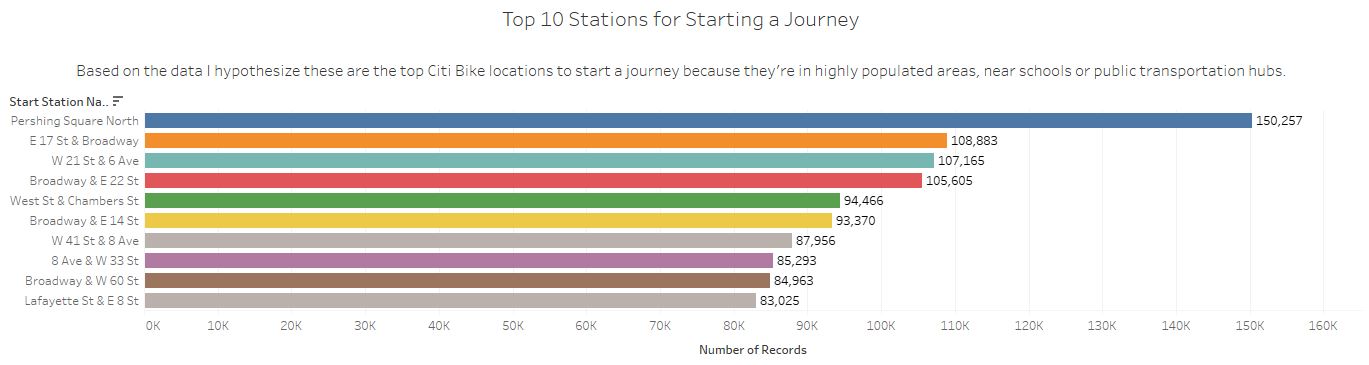 Top 10 Stations for Starting a Journey
Based on the data I hypothesize these are the top Citi Bike locations to start a journey because they're in highly populated areas, near schools or public transportation hubs.
Start Station Na..
Pershing Square North 150,257
E 17 St & Broadway 108,883
W 21 St & 6 Ave 107,165
Broadway & E 22 St 105,605
West St & Chambers St 94,466
Broadway & E 14 St 93,370
W 41 St & 8 Ave 87,956
8 Ave & W 33 St 85,293
Broadway & W 60 St 84,963
Lafayette St & E 8 St 83,025
0K 10K 20K 30K 40K 50K 60K 70K 80K 90K 100K 110K 120K 130K 140K 150K 160K
Number of Records